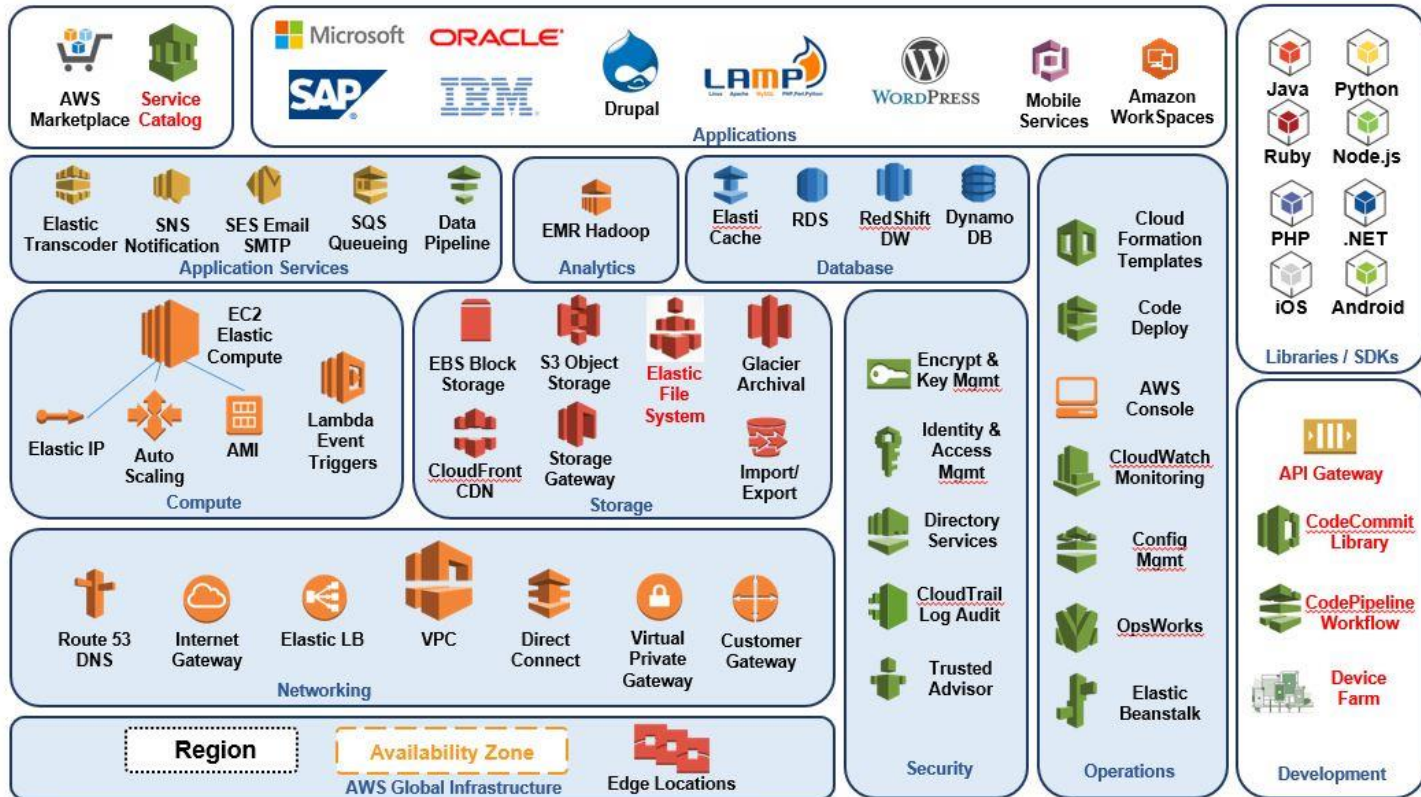 AWS
Marketplace
Service
Catalog
Microsoft
ORACLE
SAP
IBM
Drupal
LAMP
Linux Apache MySQL PHP,Perl,Python
WORDPRESS
Mobile
Services
Amazon
WorkSpaces
Applications
Java
Python
Ruby
Node.js
PHP
.NET
iOS
Android
Libraries / SDKs
Elastic
Transcoder
SNS
Notification
SES Email
SMTP
SQS
Queueing
Data
Pipeline
Application Services
EMR Hadoop
Analytics
Elasti
Cache
RDS
RedShift
DW
Dynamo
DB
Database
EC2
Elastic
Compute
Elastic IP
Auto
Scaling
AMI
Lambda
Event
Triggers
Compute
EBS Block
Storage
S3 Object
Storage
Elastic
File
System
Glacier
Archival
CloudFront
CDN
Storage
Gateway
Import/
Export
Storage
Route 53
DNS
Internet
Gateway
Elastic LB
VPC
Direct
Connect
Virtual
Private
Gateway
Customer
Gateway
Networking
Region
Availability Zone
Edge Locations
AWS Global Infrastructure
Encrypt &
Key Mgmt
Identity &
Access
Mgmt
Directory
Services
CloudTrail
Log Audit
Trusted
Advisor
Security
Cloud
Formation
Templates
Code
Deploy
AWS
Console
CloudWatch
Monitoring
Config
Mgmt
OpsWorks
Elastic
Beanstalk
Operations
API Gateway
CodeCommit
Library
CodePipeline
Workflow
Device
Farm
Development